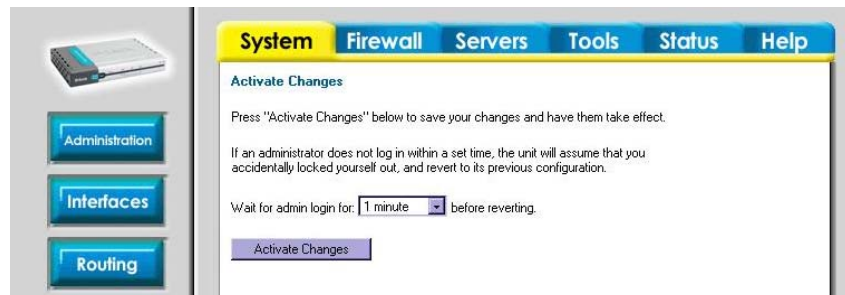 System Firewall Servers Tools Status Help
Activate Changes
Press "Activate Changes" below to save your changes and have them take effect.
Administration
If an administrator does not log in within a set time, the unit will assume that you
accidentally locked yourself out, and revert to its previous configuration.
Interfaces
Wait for admin login for: 1 minute before reverting.
Activate Changes
Routing